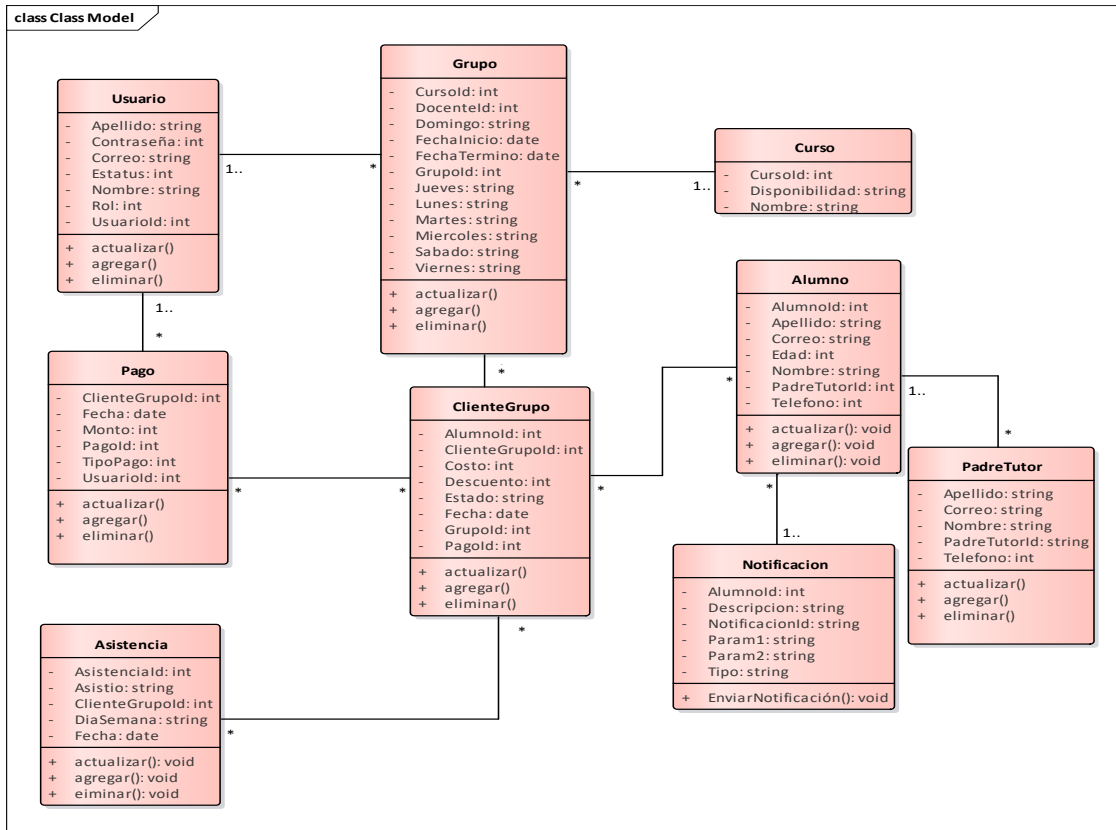 class Class Model
Usuario
- Apellido: string
- Contraseña: int
- Correo: string
- Estatus: int
- Nombre: string
- Rol: int
- UsuarioId: int
+ actualizar()
+ agregar()
+ eliminar()
1..
*
Grupo
- CursoId: int
- DocenteId: int
- Domingo: string
- FechaInicio: date
- FechaTermino: date
- GrupoId: int
- Jueves: string
- Lunes: string
- Martes: string
- Miercoles: string
- Sabado: string
- Viernes: string
+ actualizar()
+ agregar()
+ eliminar()
*
1..
Curso
- CursoId: int
- Disponibilidad: string
- Nombre: string
1..
*
Pago
- ClienteGrupoId: int
- Fecha: date
- Monto: int
- PagoId: int
- TipoPago: int
- UsuarioId: int
+ actualizar()
+ agregar()
+ eliminar()
*
*
*
ClienteGrupo
- AlumnoId: int
- ClienteGrupoId: int
- Costo: int
- Descuento: int
- Estado: string
- Fecha: date
- GrupoId: int
- PagoId: int
+ actualizar()
+ agregar()
+ eliminar()
*
*
Alumno
- AlumnoId: int
- Apellido: string
- Correo: string
- Edad: int
- Nombre: string
- PadreTutorId: int
- Telefono: int
+ actualizar(): void
+ agregar(): void
+ eliminar(): void
1..
*
PadreTutor
- Apellido: string
- Correo: string
- Nombre: string
- PadreTutorId: string
- Telefono: int
+ actualizar()
+ agregar()
+ eliminar()
*
1..
Notificacion
- AlumnoId: int
- Descripcion: string
- NotificacionId: string
- Param1: string
- Param2: string
- Tipo: string
+ EnviarNotificación(): void
*
*
Asistencia
- AsistenciaId: int
- Asistio: string
- ClienteGrupoId: int
- DiaSemana: string
- Fecha: date
+ actualizar(): void
+ agregar(): void
+ eiminar(): void